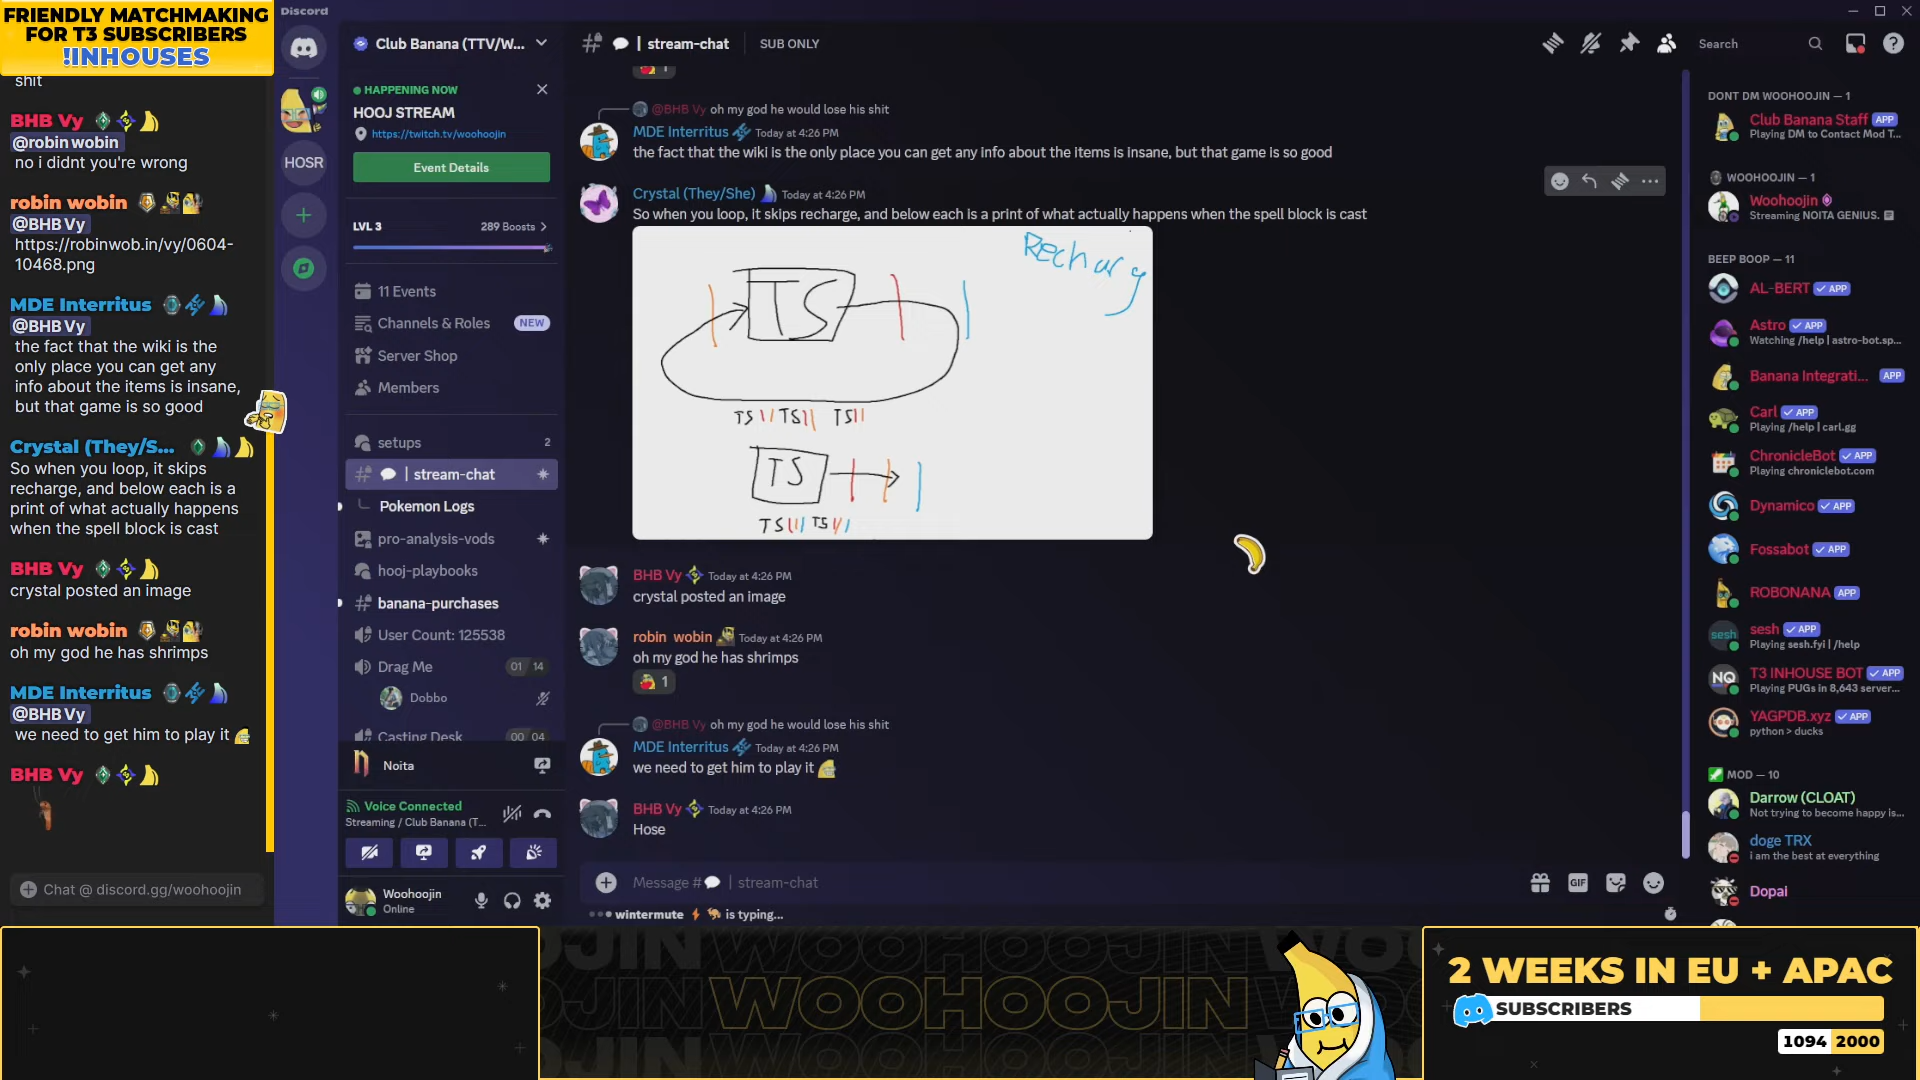 FRIENDLY MATCHMAKING
FOR T3 SUBSCRIBERS
!INHOUSES
shit
BHB Vy
@robin wobin
no i didnt you're wrong
robin wobin
@BHB Vy
https://robinwob.in/vy/0604-
10468.png
MDE Interritus
@BHB Vy
the fact that the wiki is the
only place you can get any
info about the items is insane,
but that game is so good
Crystal (They/S...
So when you loop, it skips
recharge, and below each is a
print of what actually happens
when the spell block is cast
BHB Vy
crystal posted an image
robin wobin
oh my god he has shrimps
MDE Interritus
@BHB Vy
we need to get him to play it
BHB Vy
Chat @ discord.gg/woohoojin
Discord
HOSR
Club Banana (TTV/W...
HAPPENING NOW
HOOJ STREAM
https://twitch.tv/woohoojin
Event Details
LVL 3
289 Boosts
11 Events
Channels & Roles NEW
Server Shop
Members
setups 2
| stream-chat
Pokemon Logs
pro-analysis-vods
hooj-playbooks
banana-purchases
User Count: 125538
Drag Me 01 14
Dobbo
Casting Desk 00 04
Noita
Voice Connected
Streaming / Club Banana (T...
Woohoojin
Online
| stream-chat SUB ONLY
Search
1
@BHB Vy oh my god he would lose his shit
MDE Interritus Today at 4:26 PM
the fact that the wiki is the only place you can get any info about the items is insane, but that game is so good
Crystal (They/She) Today at 4:26 PM
So when you loop, it skips recharge, and below each is a print of what actually happens when the spell block is cast
Recharg
TS
TS || TS || TS ||
TS
TS ||| TS |||
BHB Vy Today at 4:26 PM
crystal posted an image
robin wobin Today at 4:26 PM
oh my god he has shrimps
1
@BHB Vy oh my god he would lose his shit
MDE Interritus Today at 4:26 PM
we need to get him to play it
BHB Vy Today at 4:26 PM
Hose
Message # | stream-chat
GIF
wintermute is typing...
DONT DM WOOHOOJIN — 1
Club Banana Staff APP
Playing DM to Contact Mod T...
WOOHOOJIN — 1
Woohoojin
Streaming NOITA GENIUS.
BEEP BOOP — 11
AL-BERT APP
Astro APP
Watching /help | astro-bot.sp...
Banana Integrati... APP
Carl APP
Playing /help | carl.gg
ChronicleBot APP
Playing chroniclebot.com
Dynamico APP
Fossabot APP
ROBONANA APP
sesh
sesh APP
Playing sesh.fyi | /help
NQ
T3 INHOUSE BOT APP
Playing PUGs in 8,643 server...
YAGPDB.xyz APP
python > ducks
MOD — 10
Darrow (CLOAT)
Not trying to become happy is...
doge TRX
i am the best at everything
Dopai
WOOHOOJIN
2 WEEKS IN EU + APAC
SUBSCRIBERS
1094 2000